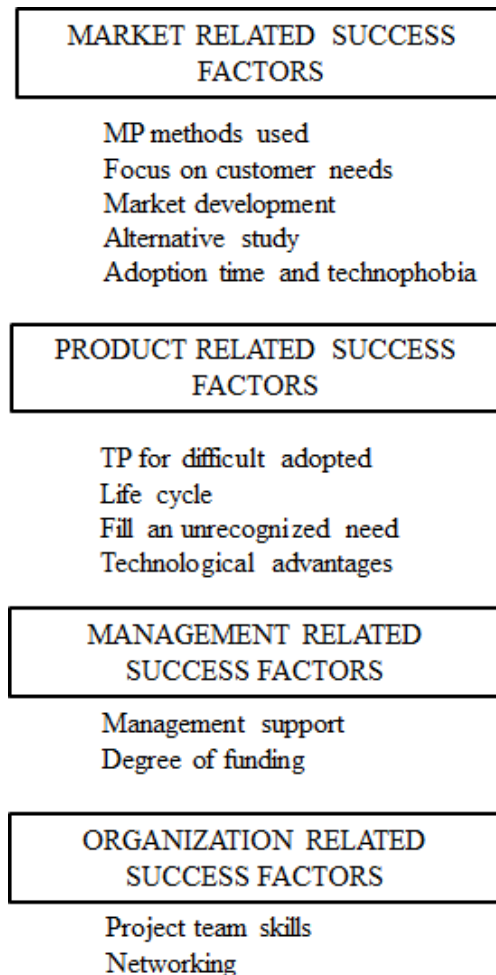 MARKET RELATED SUCCESS
FACTORS
MP methods used
Focus on customer needs
Market development
Alternative study
Adoption time and technophobia
PRODUCT RELATED SUCCESS
FACTORS
TP for difficult adopted
Life cycle
Fill an unrecognized need
Technological advantages
MANAGEMENT RELATED
SUCCESS FACTORS
Management support
Degree of funding
ORGANIZATION RELATED
SUCCESS FACTORS
Project team skills
Networking